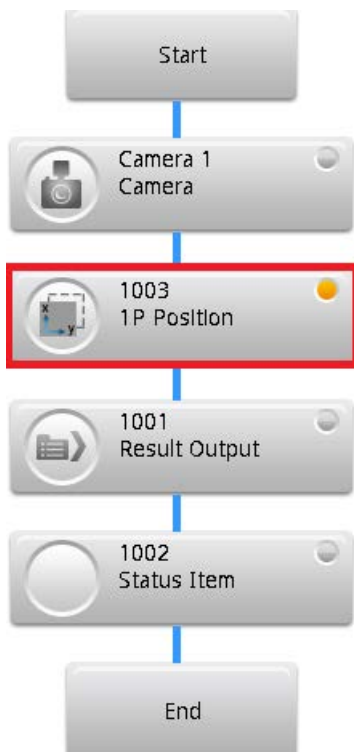 Start
Camera 1
Camera
1003
1P Position
1001
Result Output
1002
Status Item
End